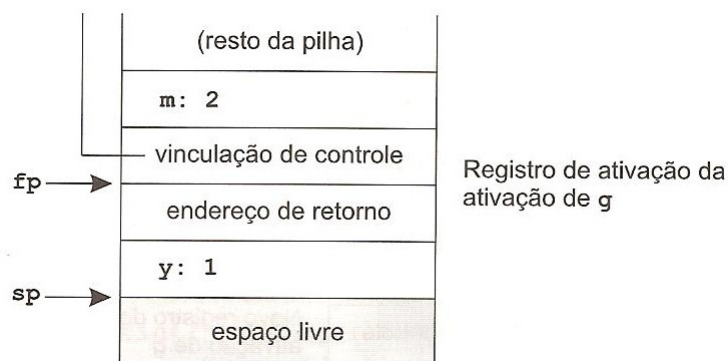 (resto da pilha)
m: 2
vinculação de controle
fp
endereço de retorno
Registro de ativação da
ativação de g
y: 1
sp
espaço livre